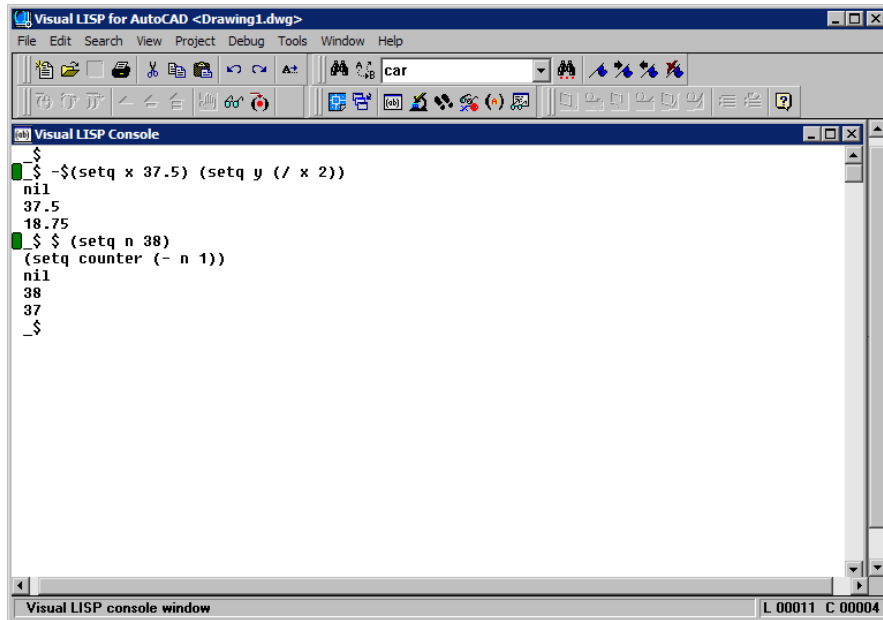 Visual LISP for AutoCAD <Drawing1.dwg>
File Edit Search View Project Debug Tools Window Help
car
Visual LISP Console
_$
_$ -$(setq x 37.5) (setq y (/ x 2))
nil
37.5
18.75
_$ $ (setq n 38)
(setq counter (- n 1))
nil
38
37
_$
Visual LISP console window
L 00011 C 00004